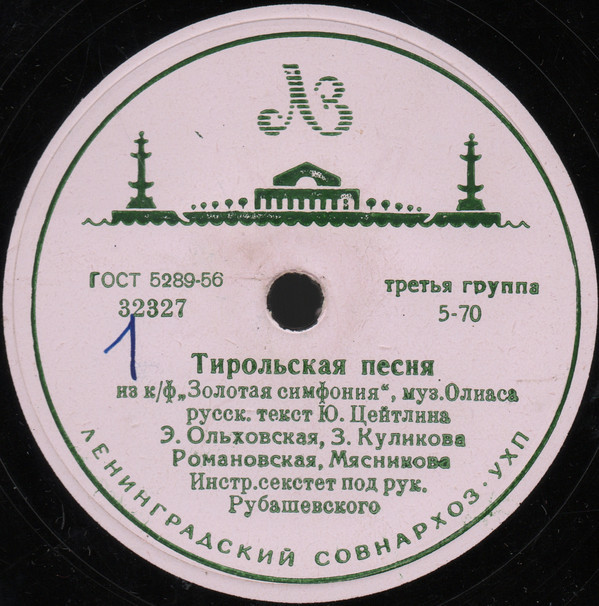 ЛЗ
ГОСТ 5289-56
32327
третья группа
5-70
1
Тирольская песня
из к/ф „Золотая симфония“, муз.Олиаса
русск. текст Ю. Цейтлина
Э. Ольховская, З. Куликова
Романовская, Мяснимова
Инстр.секстет под рук.
Рубашевского
ЛЕНИНГРАДСКИЙ СОВНАРХОЗ · УХП